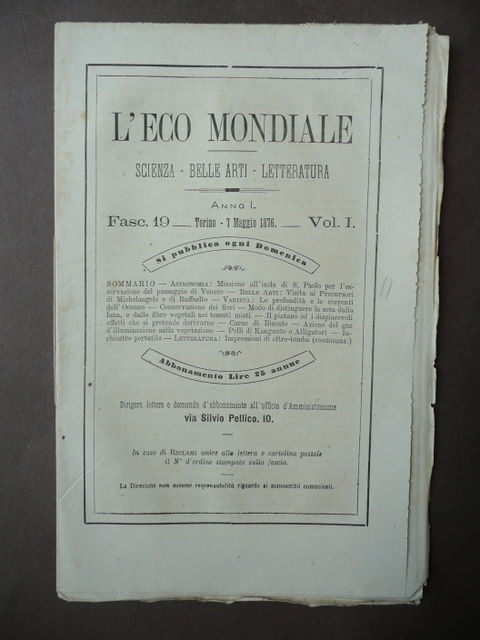 L'ECO MONDIALE
SCIENZA - BELLE ARTI - LETTERATURA
ANNO I.
Fasc. 19 — Torino - 7 Maggio 1876. — Vol. I.
Si pubblica ogni Domenica
SOMMARIO — ASTRONOMIA: Missione all'isola di S. Paolo per l'os-
servazione del passaggio di Venere — BELLE ARTI: Visita ai Precursori
di Michelangelo e di Raffaello — VARIETÀ: Le profondità e le correnti
dell'Oceano — Conservazione dei fiori — Modo di distinguere la seta dalla
lana, e dalle fibre vegetali nei tessuti misti — Il platano ed i dispiacevoli
effetti che si pretende derivarne — Carne di Bisonte — Azione del gaz
d'illuminazione sulla vegetazione — Pelli di Kanguròo e Alligatori — In-
chiostro portatile — LETTERATURA: Impressioni di oltre-tomba (continuaz.)
Abbonamento Lire 25 annue
Dirigere lettere e domande d'abbonamento all'ufficio d'Amministrazione
via Silvio Pellico, 10.
In caso di RECLAMI unire alla lettera o cartolina postale
il N° d'ordine stampato sulla fascia.
La Direzione non assume responsabilità riguardo ai manoscritti comunicati.